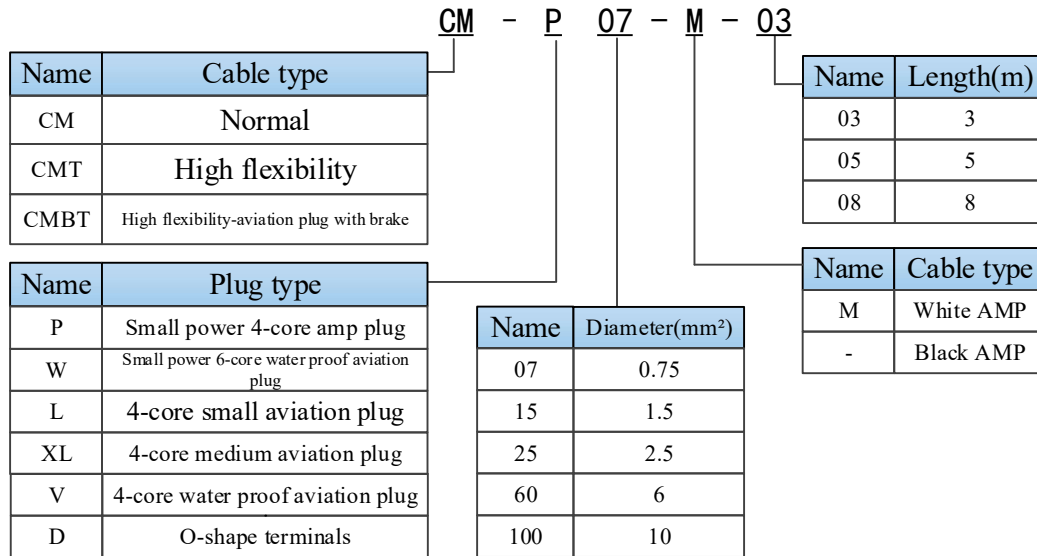 CM - P 07 - M - 03
Name Cable type
CM Normal
CMT High flexibility
CMBT High flexibility-aviation plug with brake
Name Plug type
P Small power 4-core amp plug
W Small power 6-core water proof aviation
plug
L 4-core small aviation plug
XL 4-core medium aviation plug
V 4-core water proof aviation plug
D O-shape terminals
Name Diameter(mm²)
07 0.75
15 1.5
25 2.5
60 6
100 10
Name Length(m)
03 3
05 5
08 8
Name Cable type
M White AMP
- Black AMP